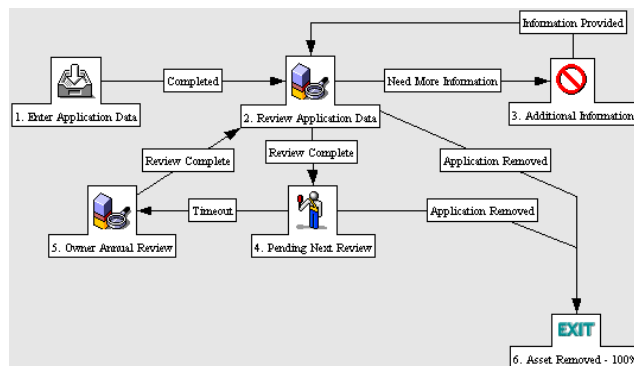 Information Provided
Completed
Need More Information
1. Enter Application Data
2. Review Application Data
3. Additional Information
Review Complete
Review Complete
Application Removed
Timeout
Application Removed
5. Owner Annual Review
4. Pending Next Review
EXIT
6. Asset Removed - 100%